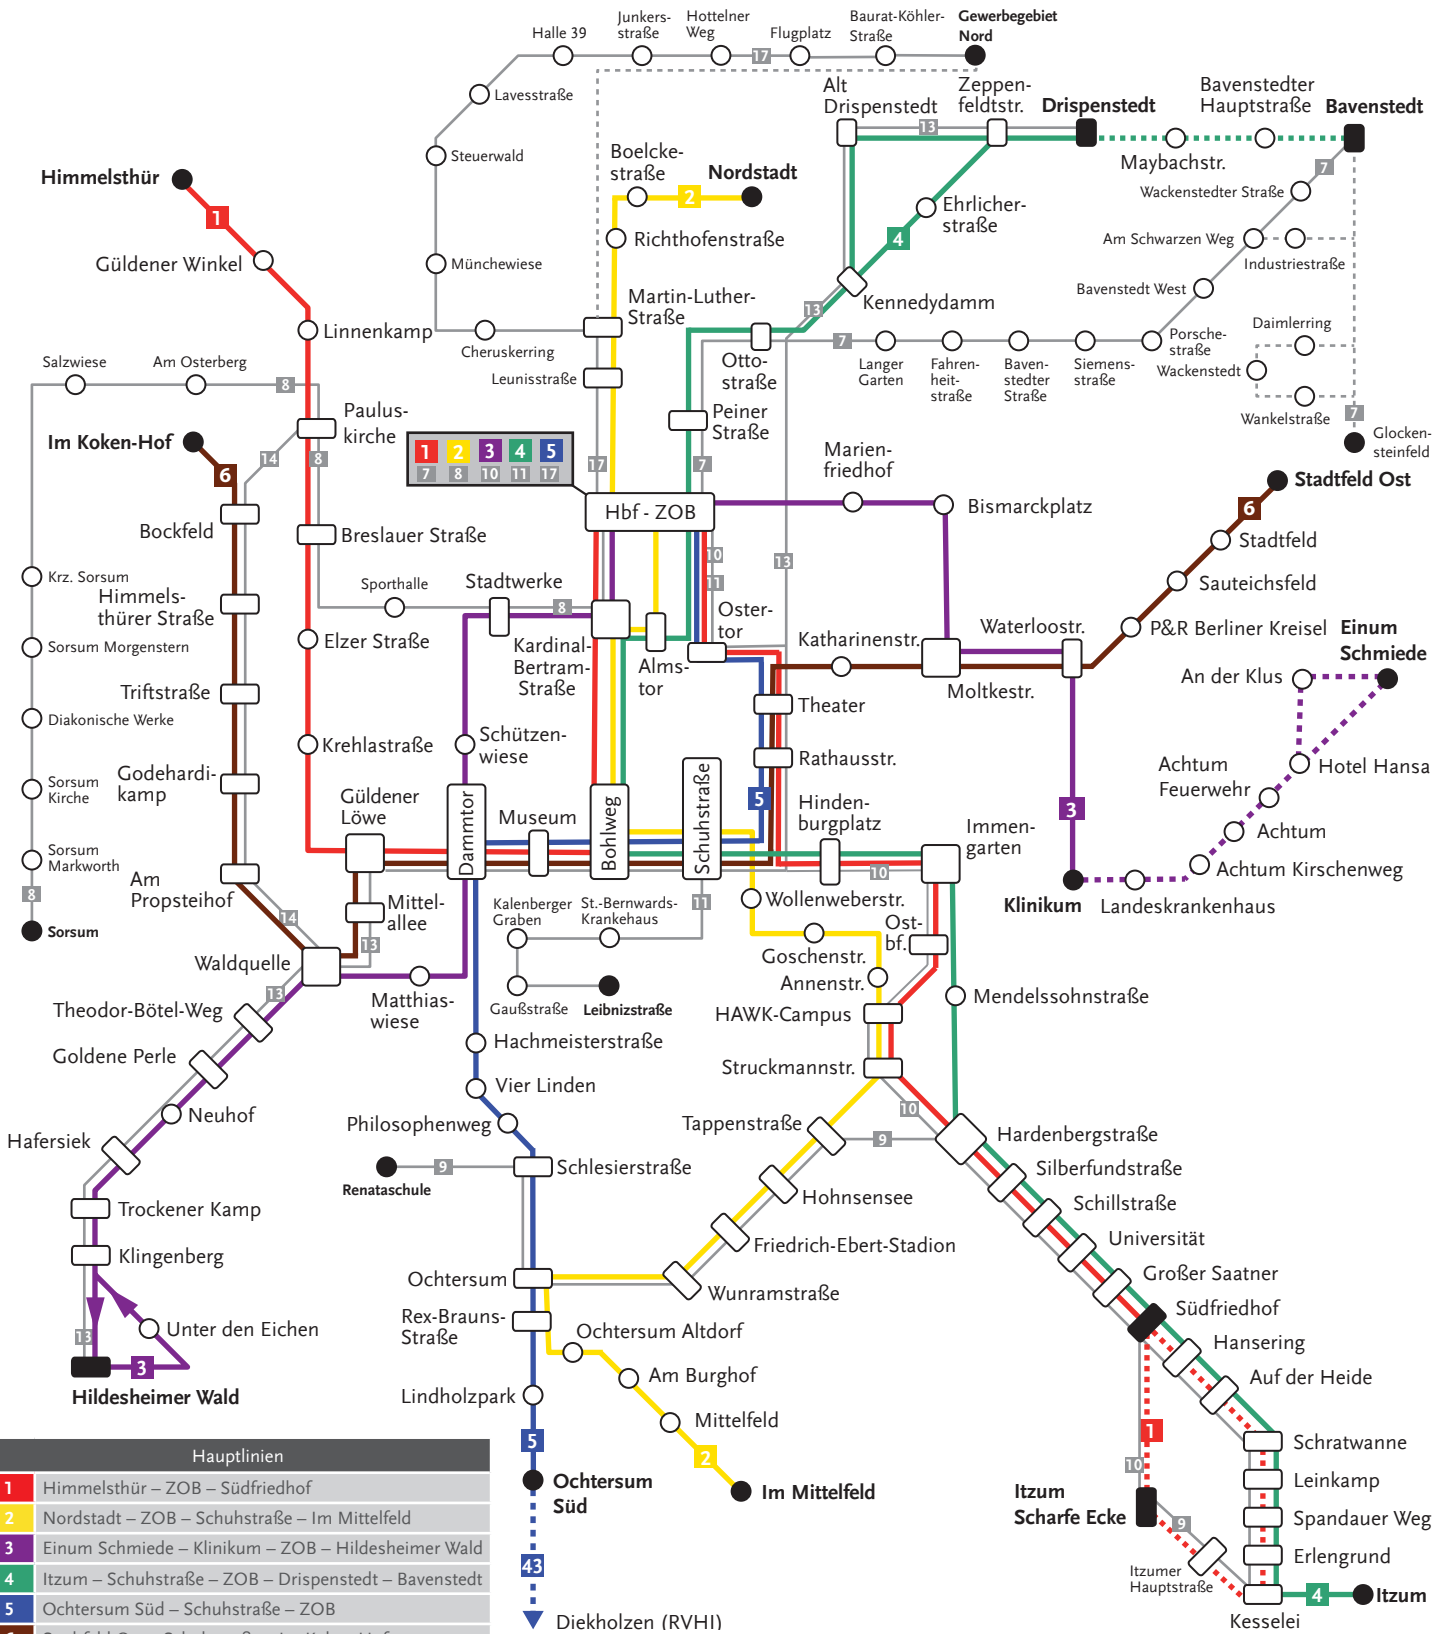 Halle 39
Junkers-
straße
Hottelner
Weg
17
Flugplatz
Baurat-Köhler-
Straße
Gewerbegebiet
Nord
Lavesstraße
Steuerwald
Münchewiese
Cheruskerring
Alt
Drispenstedt
13
Zeppen-
feldtstr.
Drispenstedt
Maybachstr.
Bavenstedter
Hauptstraße
Bavenstedt
7
Wackenstedter Straße
Am Schwarzen Weg
Industriestraße
Bavenstedt West
Porsche-
straße
Daimlerring
Wackenstedt
Wankelstraße
7
Glocken-
steinfeld
Himmelsthür
1
Güldener Winkel
Linnenkamp
Boelcke-
straße
2
Nordstadt
Richthofenstraße
Martin-Luther-
Straße
Leunisstraße
17
Ehrlicher-
straße
4
Kennedydamm
13
Otto-
straße
7
Langer
Garten
Fahren-
heit-
straße
Baven-
stedter
Straße
Siemens-
straße
Peiner
Straße
7
Salzwiese
Am Osterberg
8
Paulus-
kirche
8
14
Im Koken-Hof
6
1 2 3 4 5
7 8 10 11 17
Hbf - ZOB
Marien-
friedhof
Bismarckplatz
Stadtfeld Ost
6
Stadtfeld
Sauteichsfeld
P&R Berliner Kreisel
Bockfeld
Breslauer Straße
Himmels-
thürer Straße
Krz. Sorsum
Sorsum Morgenstern
Triftstraße
Diakonische Werke
Godehardi-
kamp
Sorsum
Kirche
Sorsum
Markworth
8
Sorsum
Am
Propsteihof
14
Sporthalle
Stadtwerke
8
Elzer Straße
Krehlastraße
Kardinal-
Bertram-
Straße
Alms-
tor
10
11
Oster-
tor
13
Katharinenstr.
Moltkestr.
Waterloostr.
Einum
Schmiede
An der Klus
Hotel Hansa
Achtum
Feuerwehr
Achtum
Achtum Kirschenweg
Landeskrankenhaus
Klinikum
3
Theater
Rathausstr.
5
Schützen-
wiese
Güldener
Löwe
Dammtor
Museum
Bohlweg
Schuhstraße
Hinden-
burgplatz
10
Immen-
garten
Mittel-
allee
13
Kalenberger
Graben
St.-Bernwards-
Krankehaus
11
Gaußstraße
Leibnizstraße
Wollenweberstr.
Goschenstr.
Annenstr.
Ost-
bf.
HAWK-Campus
Struckmannstr.
Mendelssohnstraße
Waldquelle
13
Matthias-
wiese
Theodor-Bötel-Weg
Goldene Perle
Neuhof
Hafersiek
Trockener Kamp
Klingenberg
Unter den Eichen
13
3
Hildesheimer Wald
Hachmeisterstraße
Vier Linden
Philosophenweg
9
Renataschule
Schlesierstraße
Ochtersum
Rex-Brauns-
Straße
Ochtersum Altdorf
Am Burghof
Mittelfeld
2
Im Mittelfeld
Lindholzpark
5
Ochtersum
Süd
43
Diekholzen (RVHI)
Tappenstraße
9
10
Hohnsensee
Friedrich-Ebert-Stadion
Wunramstraße
Hardenbergstraße
Silberfundstraße
Schillstraße
Universität
Großer Saatner
Südfriedhof
Hansering
Auf der Heide
1
10
Itzum
Scharfe Ecke
9
Itzumer
Hauptstraße
Schratwanne
Leinkamp
Spandauer Weg
Erlengrund
4
Itzum
Kesselei
Hauptlinien
1 Himmelsthür – ZOB – Südfriedhof
2 Nordstadt – ZOB – Schuhstraße – Im Mittelfeld
3 Einum Schmiede – Klinikum – ZOB – Hildesheimer Wald
4 Itzum – Schuhstraße – ZOB – Drispenstedt – Bavenstedt
5 Ochtersum Süd – Schuhstraße – ZOB